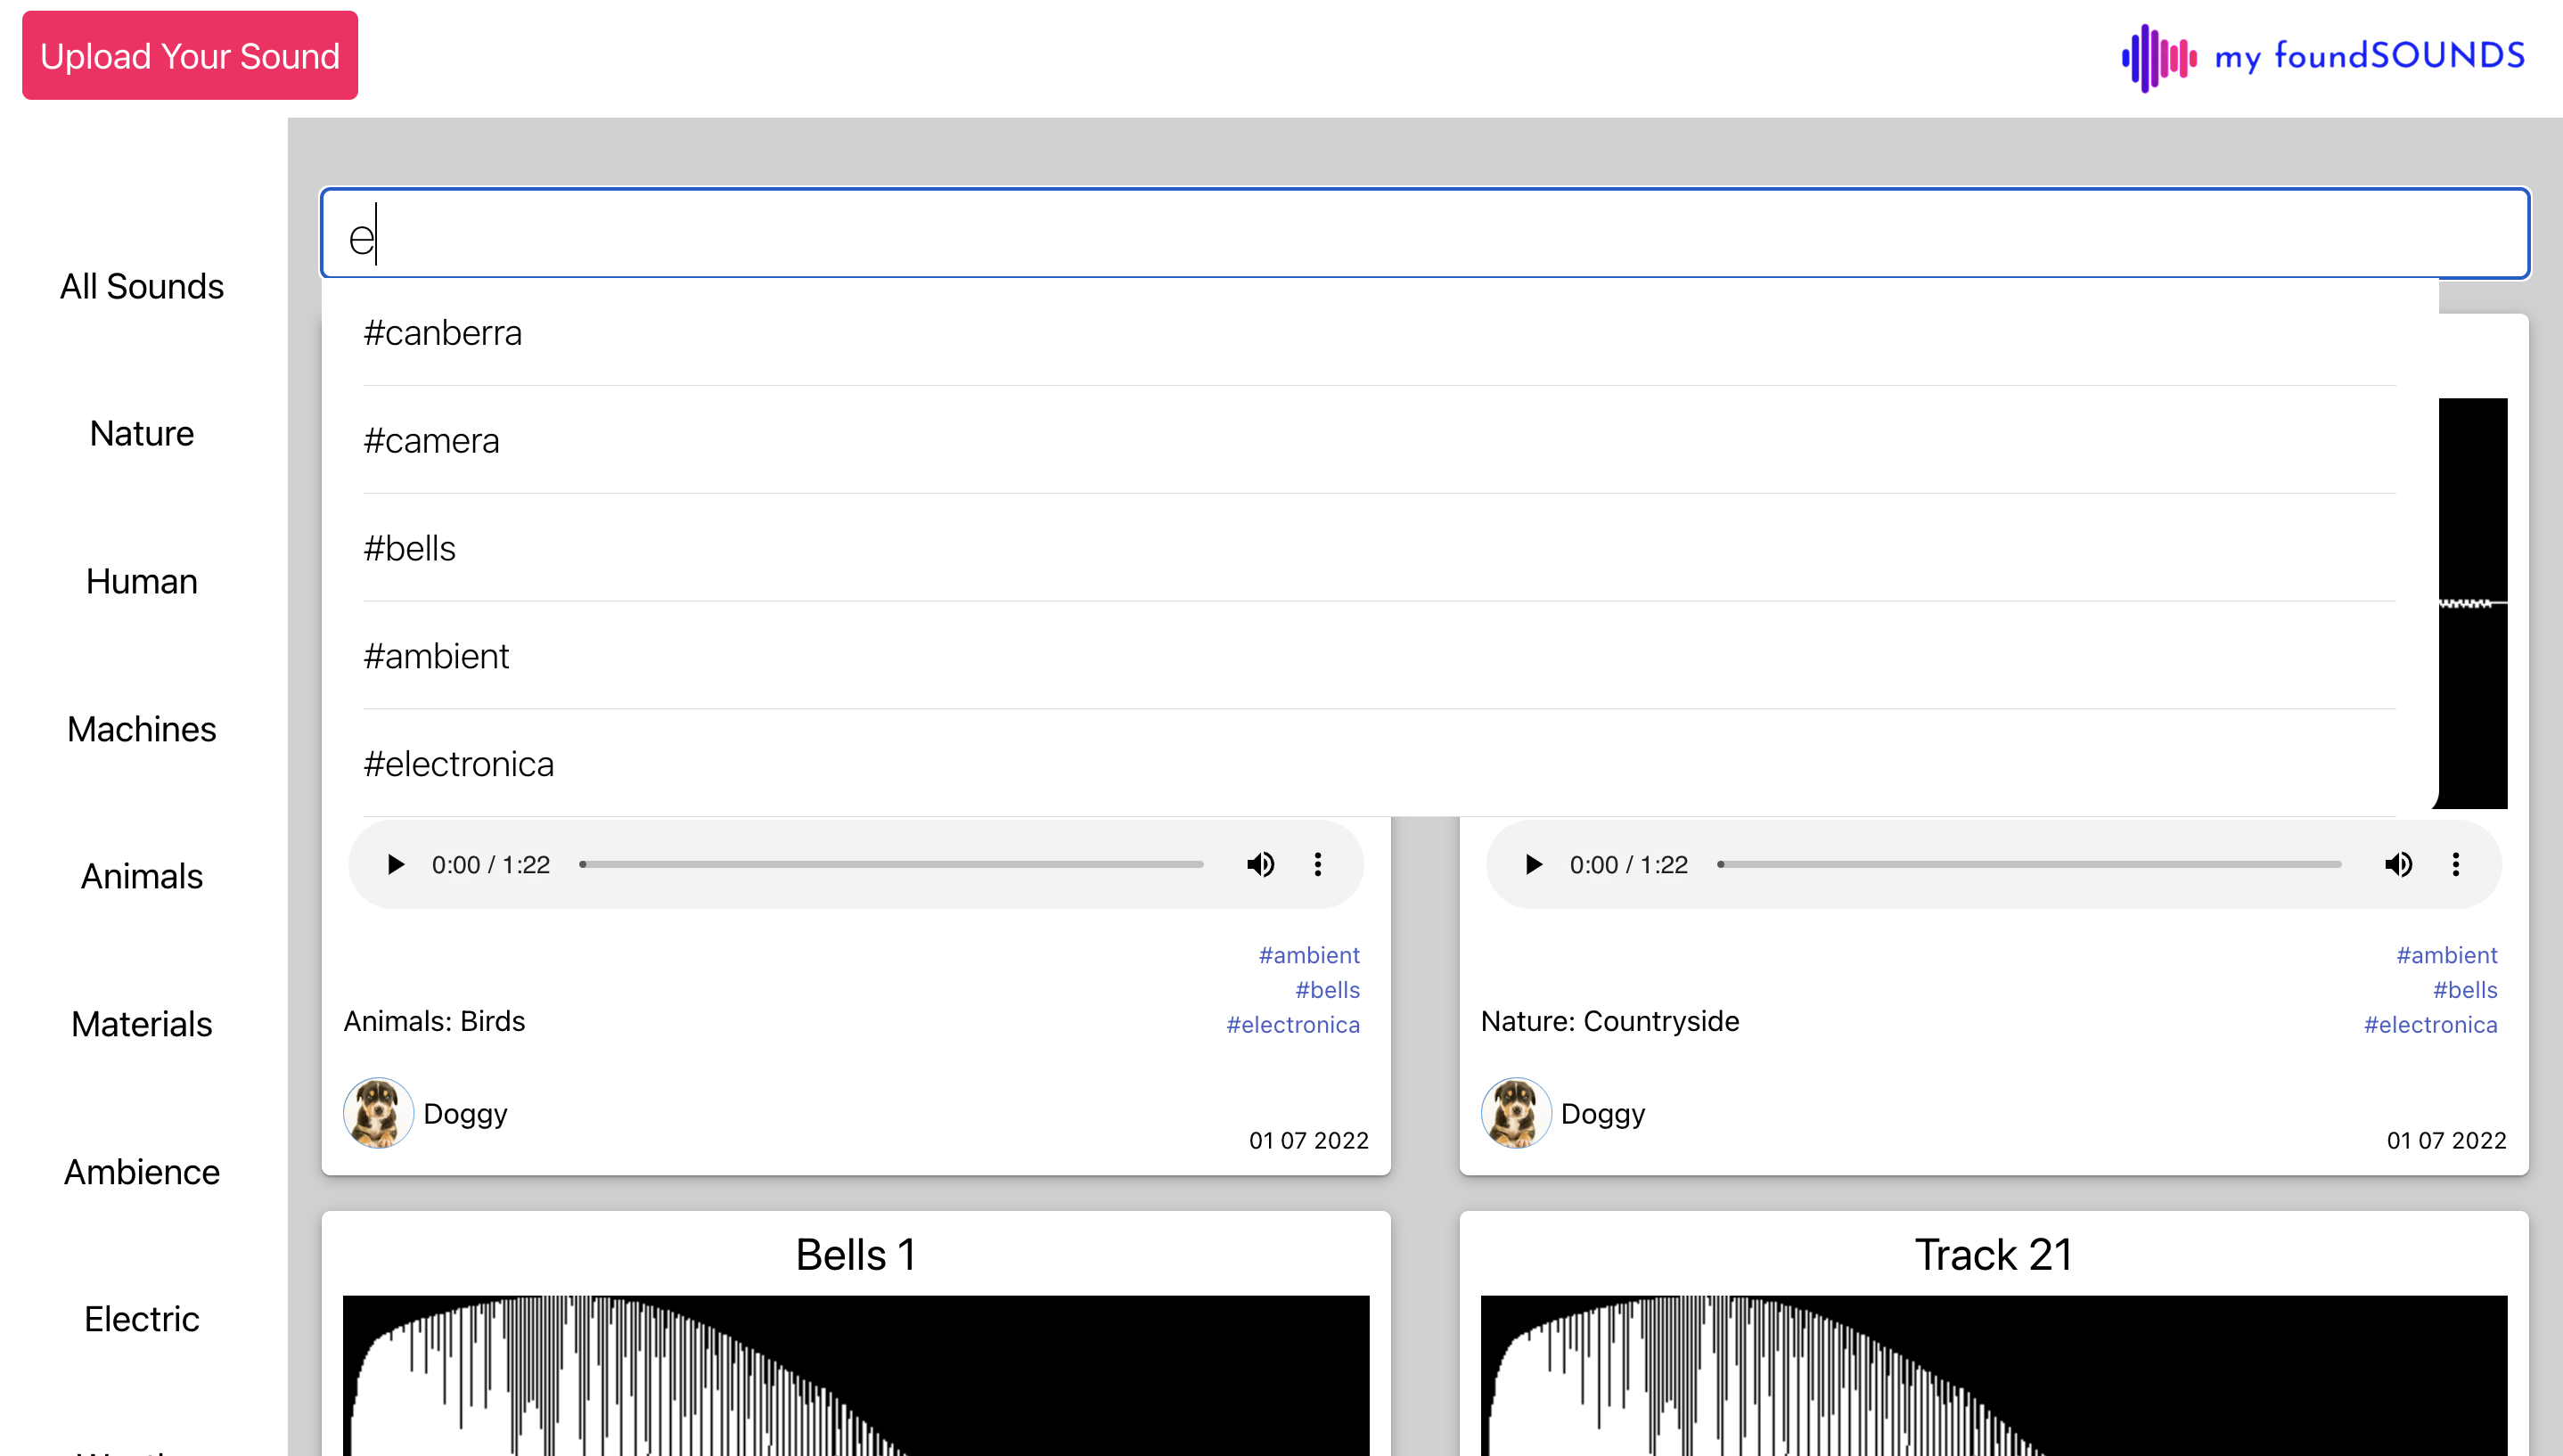 Upload Your Sound
my foundSOUNDS
e
All Sounds
Nature
Human
Machines
Animals
Materials
Ambience
Electric
#canberra
#camera
#bells
#ambient
#electronica
0:00 / 1:22
#ambient
#bells
#electronica
Animals: Birds
Doggy
01 07 2022
0:00 / 1:22
#ambient
#bells
#electronica
Nature: Countryside
Doggy
01 07 2022
Bells 1
Track 21